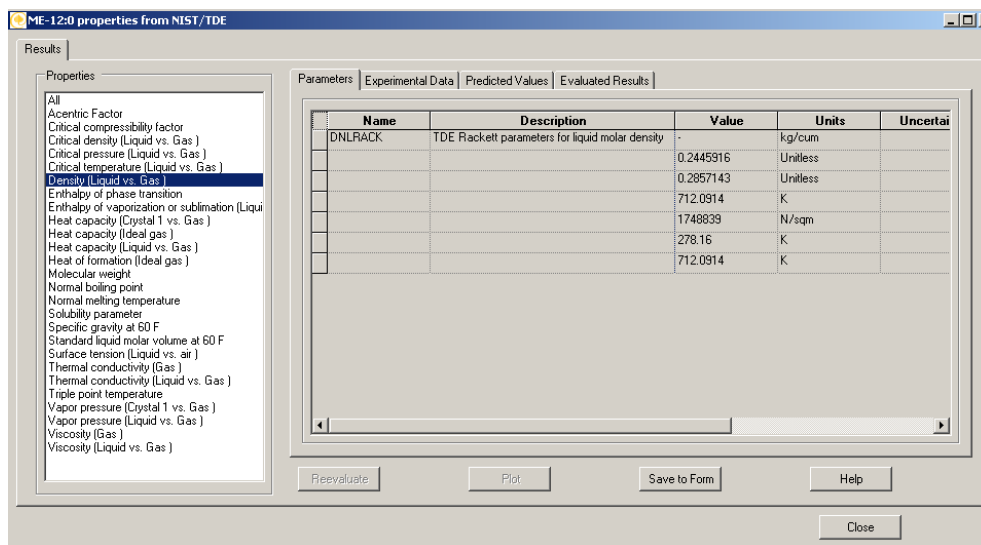 ME-12:0 properties from NIST/TDE
Results
Properties
All
Acentric Factor
Critical compressibility factor
Critical density (Liquid vs. Gas )
Critical pressure (Liquid vs. Gas )
Critical temperature (Liquid vs. Gas )
Density (Liquid vs. Gas )
Enthalpy of phase transition
Enthalpy of vaporization or sublimation (Liqui
Heat capacity (Crystal 1 vs. Gas )
Heat capacity (Ideal gas )
Heat capacity (Liquid vs. Gas )
Heat of formation (Ideal gas )
Molecular weight
Normal boiling point
Normal melting temperature
Solubility parameter
Specific gravity at 60 F
Standard liquid molar volume at 60 F
Surface tension (Liquid vs. air )
Thermal conductivity (Gas )
Thermal conductivity (Liquid vs. Gas )
Triple point temperature
Vapor pressure (Crystal 1 vs. Gas )
Vapor pressure (Liquid vs. Gas )
Viscosity (Gas )
Viscosity (Liquid vs. Gas )
Parameters Experimental Data Predicted Values Evaluated Results
Name Description Value Units Uncertai
DNLRACK TDE Rackett parameters for liquid molar density - kg/cum
0.2445916 Unitless
0.2857143 Unitless
712.0914 K
1748839 N/sqm
278.16 K
712.0914 K
Reevaluate Plot Save to Form Help
Close